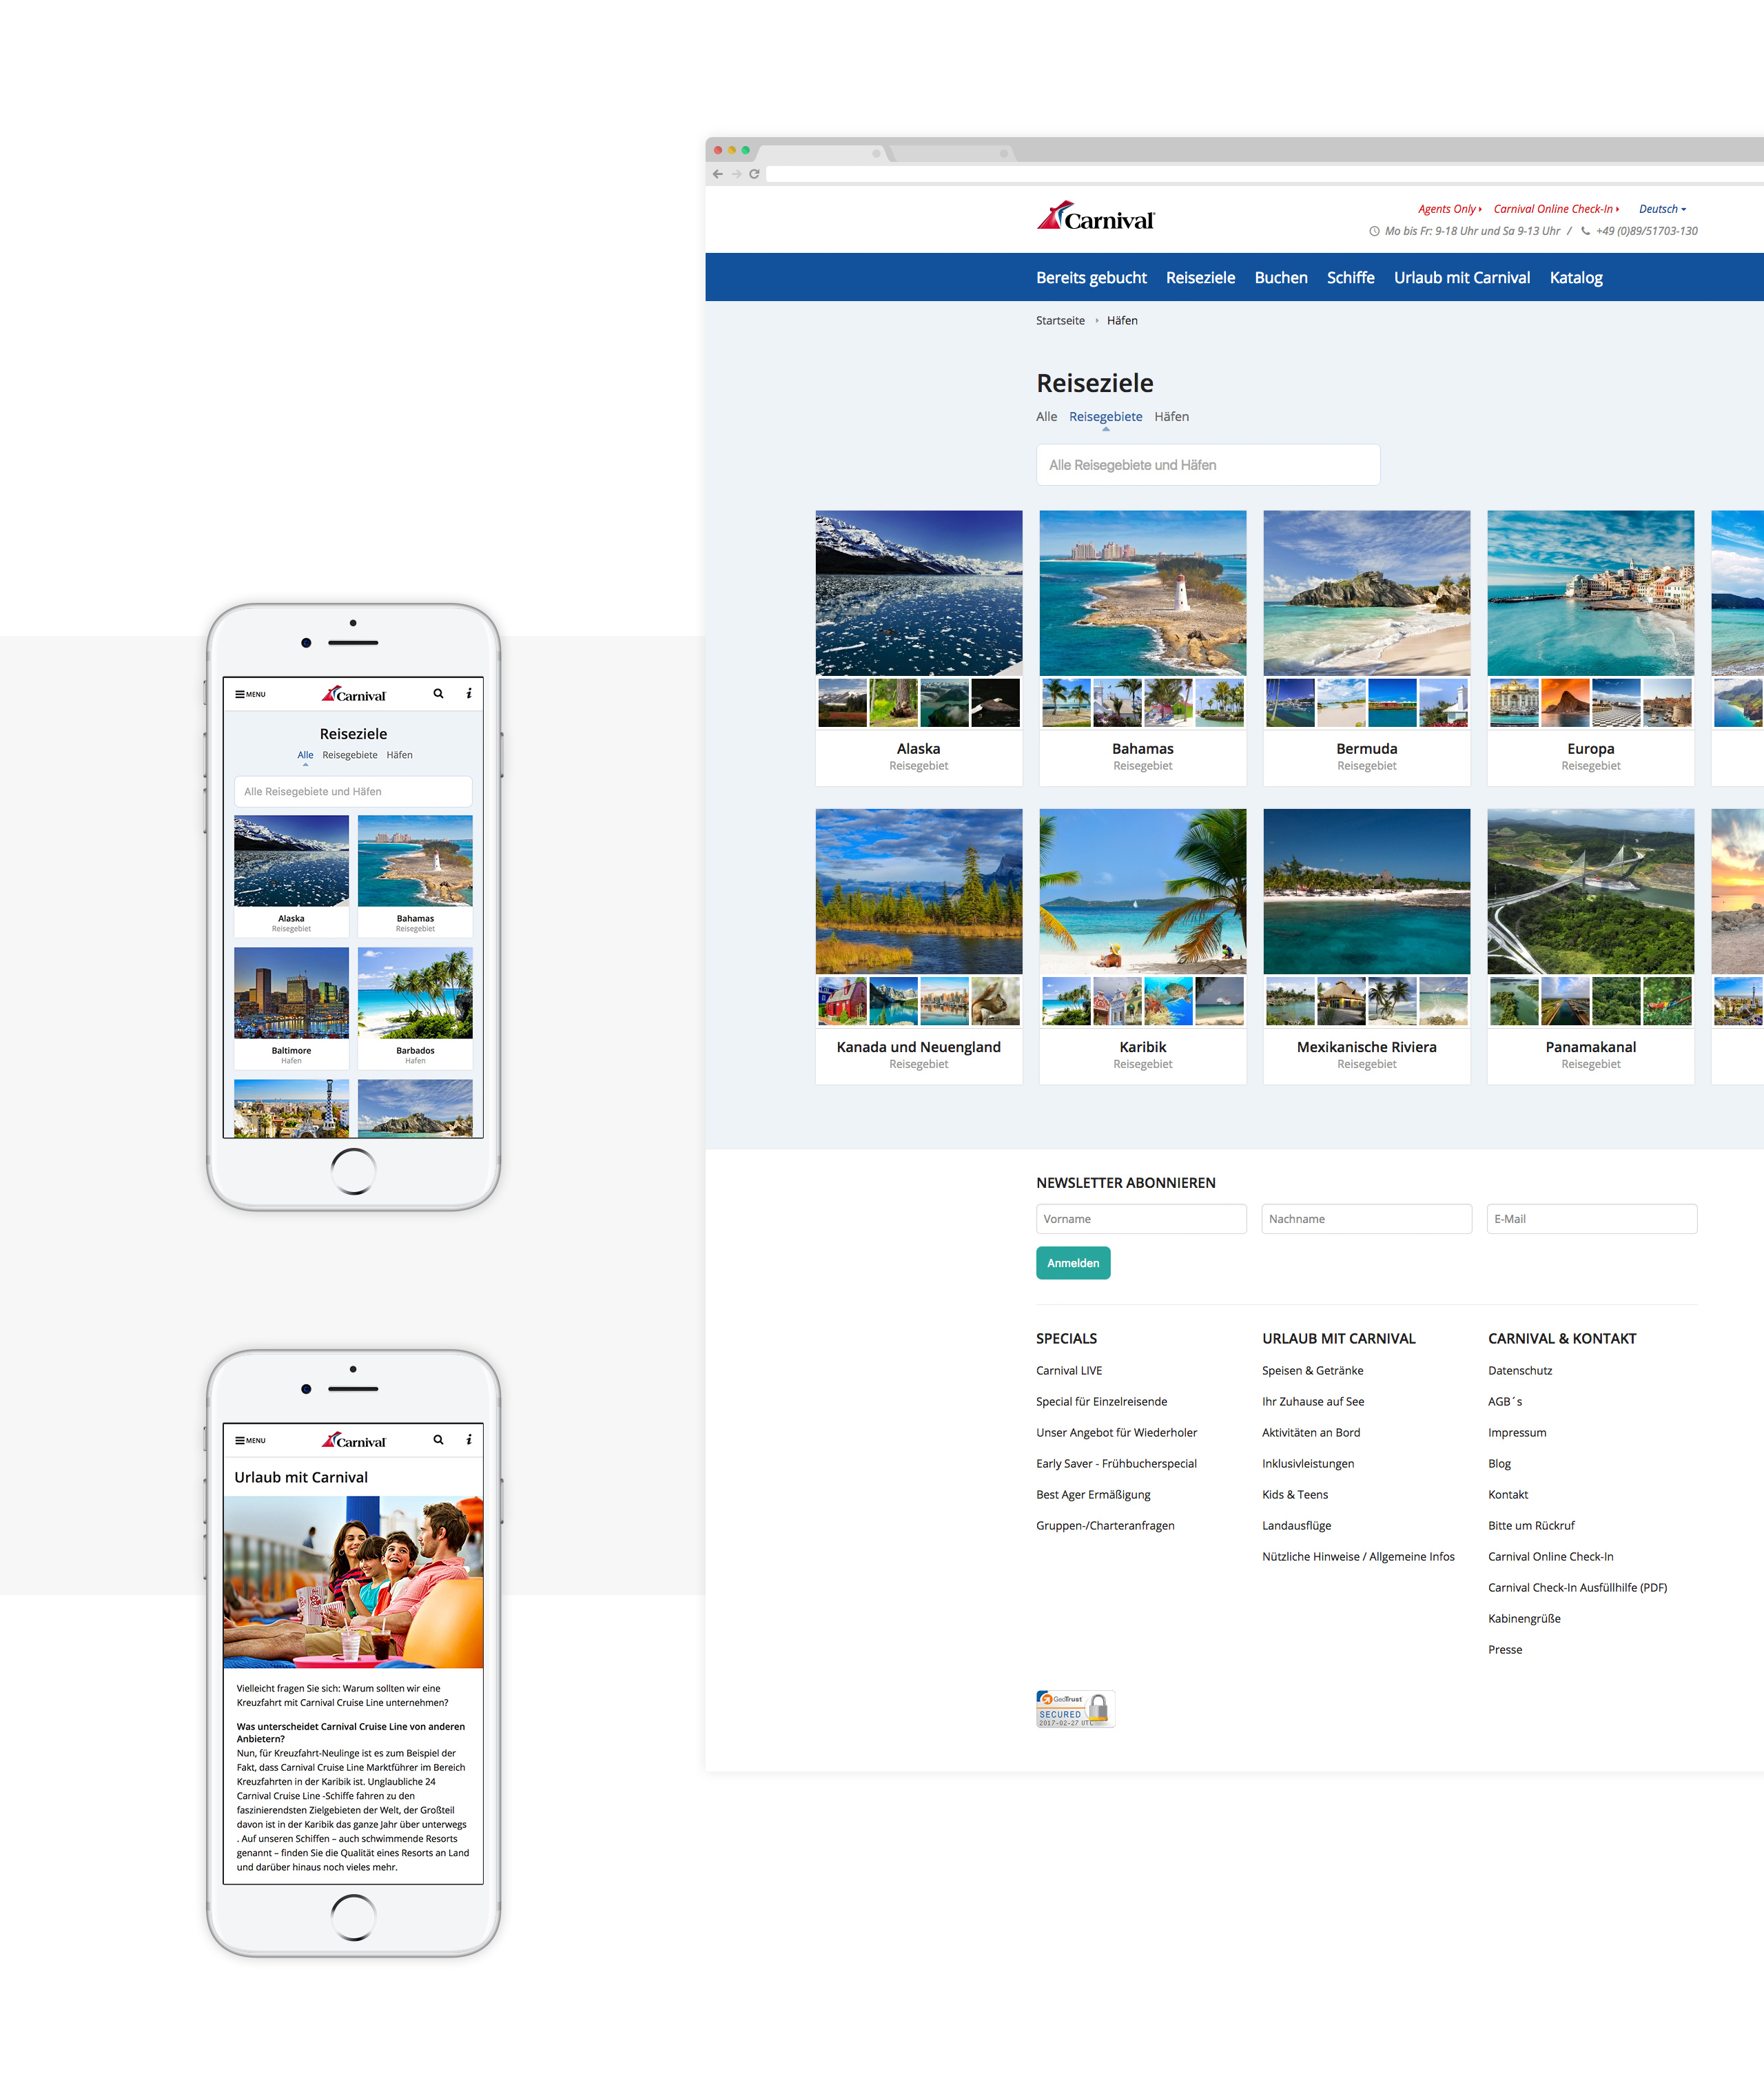 Carnival
Agents Only
Carnival Online Check-In
Deutsch
Mo bis Fr: 9-18 Uhr und Sa 9-13 Uhr / +49 (0)89/51703-130
Bereits gebucht Reiseziele Buchen Schiffe Urlaub mit Carnival Katalog
Startseite Häfen
Reiseziele
Alle Reisegebiete Häfen
Alle Reisegebiete und Häfen
Alaska
Reisegebiet
Bahamas
Reisegebiet
Bermuda
Reisegebiet
Europa
Reisegebiet
Kanada und Neuengland
Reisegebiet
Karibik
Reisegebiet
Mexikanische Riviera
Reisegebiet
Panamakanal
Reisegebiet
NEWSLETTER ABONNIEREN
Vorname
Nachname
E-Mail
Anmelden
SPECIALS
Carnival LIVE
Special für Einzelreisende
Unser Angebot für Wiederholer
Early Saver - Frühbucherspecial
Best Ager Ermäßigung
Gruppen-/Charteranfragen
URLAUB MIT CARNIVAL
Speisen & Getränke
Ihr Zuhause auf See
Aktivitäten an Bord
Inklusivleistungen
Kids & Teens
Landausflüge
Nützliche Hinweise / Allgemeine Infos
CARNIVAL & KONTAKT
Datenschutz
AGB´s
Impressum
Blog
Kontakt
Bitte um Rückruf
Carnival Online Check-In
Carnival Check-In Ausfüllhilfe (PDF)
Kabinengrüße
Presse
GeoTrust
SECURED
2017-02-27 UTC
MENU
Carnival
i
Reiseziele
Alle Reisegebiete Häfen
Alle Reisegebiete und Häfen
Alaska
Reisegebiet
Bahamas
Reisegebiet
Baltimore
Hafen
Barbados
Hafen
MENU
Carnival
i
Urlaub mit Carnival
Vielleicht fragen Sie sich: Warum sollten wir eine
Kreuzfahrt mit Carnival Cruise Line unternehmen?
Was unterscheidet Carnival Cruise Line von anderen
Anbietern?
Nun, für Kreuzfahrt-Neulinge ist es zum Beispiel der
Fakt, dass Carnival Cruise Line Marktführer im Bereich
Kreuzfahrten in der Karibik ist. Unglaubliche 24
Carnival Cruise Line -Schiffe fahren zu den
faszinierendsten Zielgebieten der Welt, der Großteil
davon ist in der Karibik das ganze Jahr über unterwegs
. Auf unseren Schiffen – auch schwimmende Resorts
genannt – finden Sie die Qualität eines Resorts an Land
und darüber hinaus noch vieles mehr.